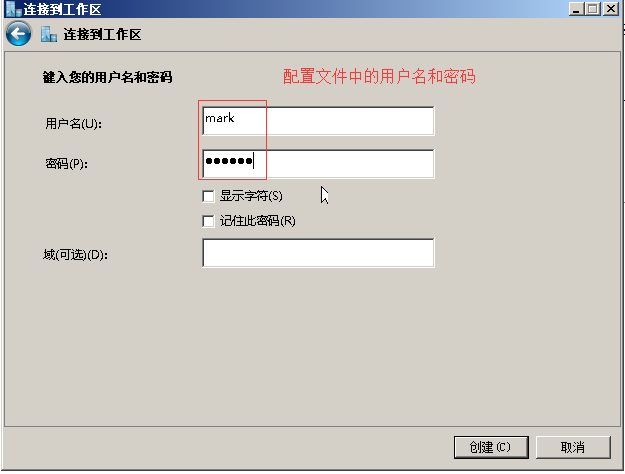 连接到工作区
连接到工作区
键入您的用户名和密码
配置文件中的用户名和密码
用户名(U):
mark
密码(P):
●●●●●●
显示字符(S)
记住此密码(R)
域(可选)(D):
创建(C)
取消